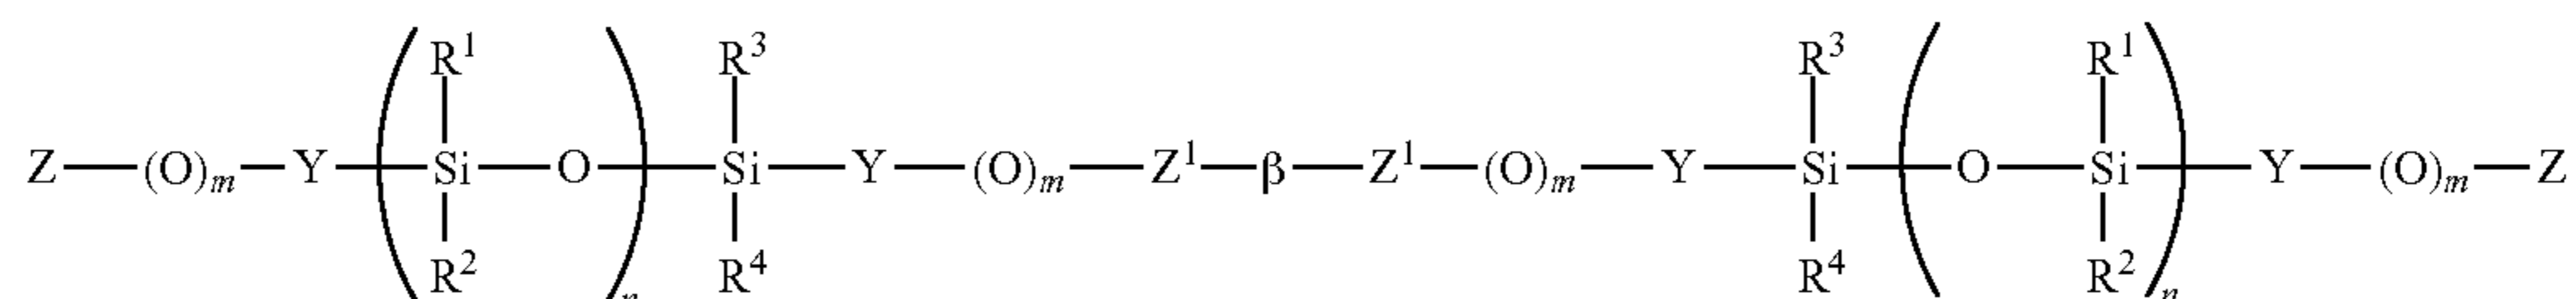 R¹ R³ R³ R¹
Z—(O)m—Y—(Si—O)n—Si—Y—(O)m—Z¹—β—Z¹—(O)m—Y—Si—(O—Si)n—Y—(O)m—Z
R² R⁴ R⁴ R²